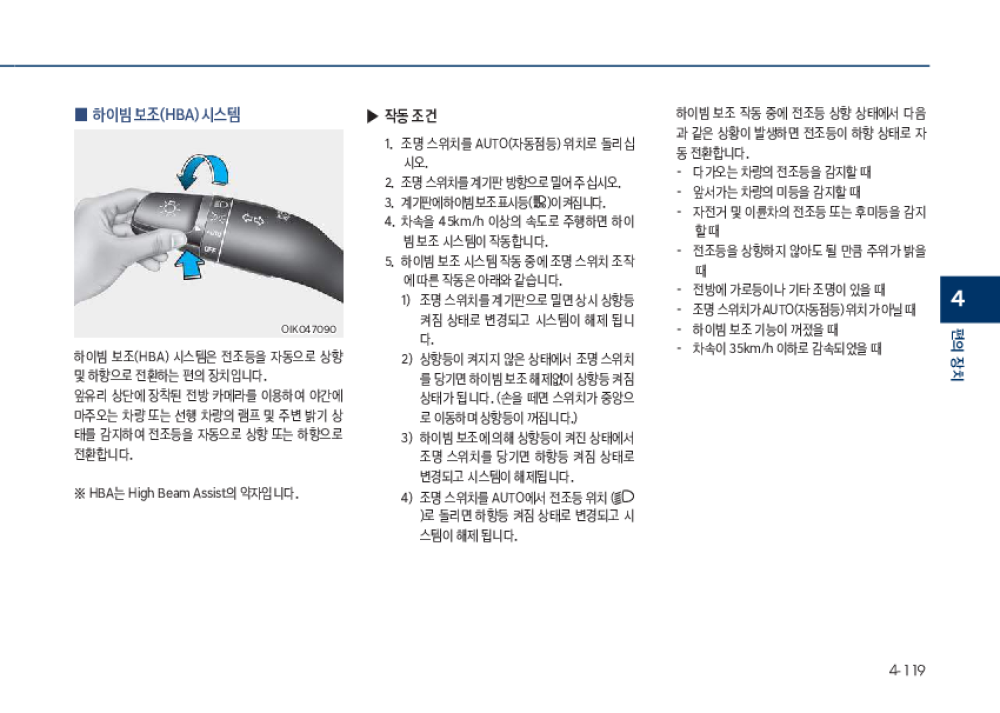 ■ 하이빔 보조(HBA) 시스템
OFF
OIK047090
하이빔 보조(HBA) 시스템은 전조등을 자동으로 상향
및 하향으로 전환하는 편의 장치입니다.
앞유리 상단에 장착된 전방 카메라를 이용하여 야간에
마주오는 차량 또는 선행 차량의 램프 및 주변 밝기 상
태를 감지하여 전조등을 자동으로 상향 또는 하향으로
전환합니다.
※ HBA는 High Beam Assist의 약자입니다.
▶ 작동 조건
1. 조명 스위치를 AUTO(자동점등) 위치로 돌리십
시오.
2. 조명 스위치를 계기판 방향으로 밀어 주십시오.
3. 계기판에 하이빔 보조 표시등( )이 켜집니다.
4. 차속을 45km/h 이상의 속도로 주행하면 하이
빔 보조 시스템이 작동합니다.
5. 하이빔 보조 시스템 작동 중에 조명 스위치 조작
에 따른 작동은 아래와 같습니다.
1) 조명 스위치를 계기판으로 밀면 상시 상향등
켜짐 상태로 변경되고 시스템이 해제 됩니
다.
2) 상향등이 켜지지 않은 상태에서 조명 스위치
를 당기면 하이빔 보조 해제없이 상향등 켜짐
상태가 됩니다. (손을 떼면 스위치가 중앙으
로 이동하며 상향등이 꺼집니다.)
3) 하이빔 보조에 의해 상향등이 켜진 상태에서
조명 스위치를 당기면 하향등 켜짐 상태로
변경되고 시스템이 해제됩니다.
4) 조명 스위치를 AUTO에서 전조등 위치 (
)로 돌리면 하향등 켜짐 상태로 변경되고 시
스템이 해제 됩니다.
하이빔 보조 작동 중에 전조등 상향 상태에서 다음
과 같은 상황이 발생하면 전조등이 하향 상태로 자
동 전환합니다.
- 다가오는 차량의 전조등을 감지할 때
- 앞서가는 차량의 미등을 감지할 때
- 자전거 및 이륜차의 전조등 또는 후미등을 감지
할 때
- 전조등을 상향하지 않아도 될 만큼 주위가 밝을
때
- 전방에 가로등이나 기타 조명이 있을 때
- 조명 스위치가 AUTO(자동점등) 위치가 아닐 때
- 하이빔 보조 기능이 꺼졌을 때
- 차속이 35km/h 이하로 감속되었을 때
4
편의 장치
4-119